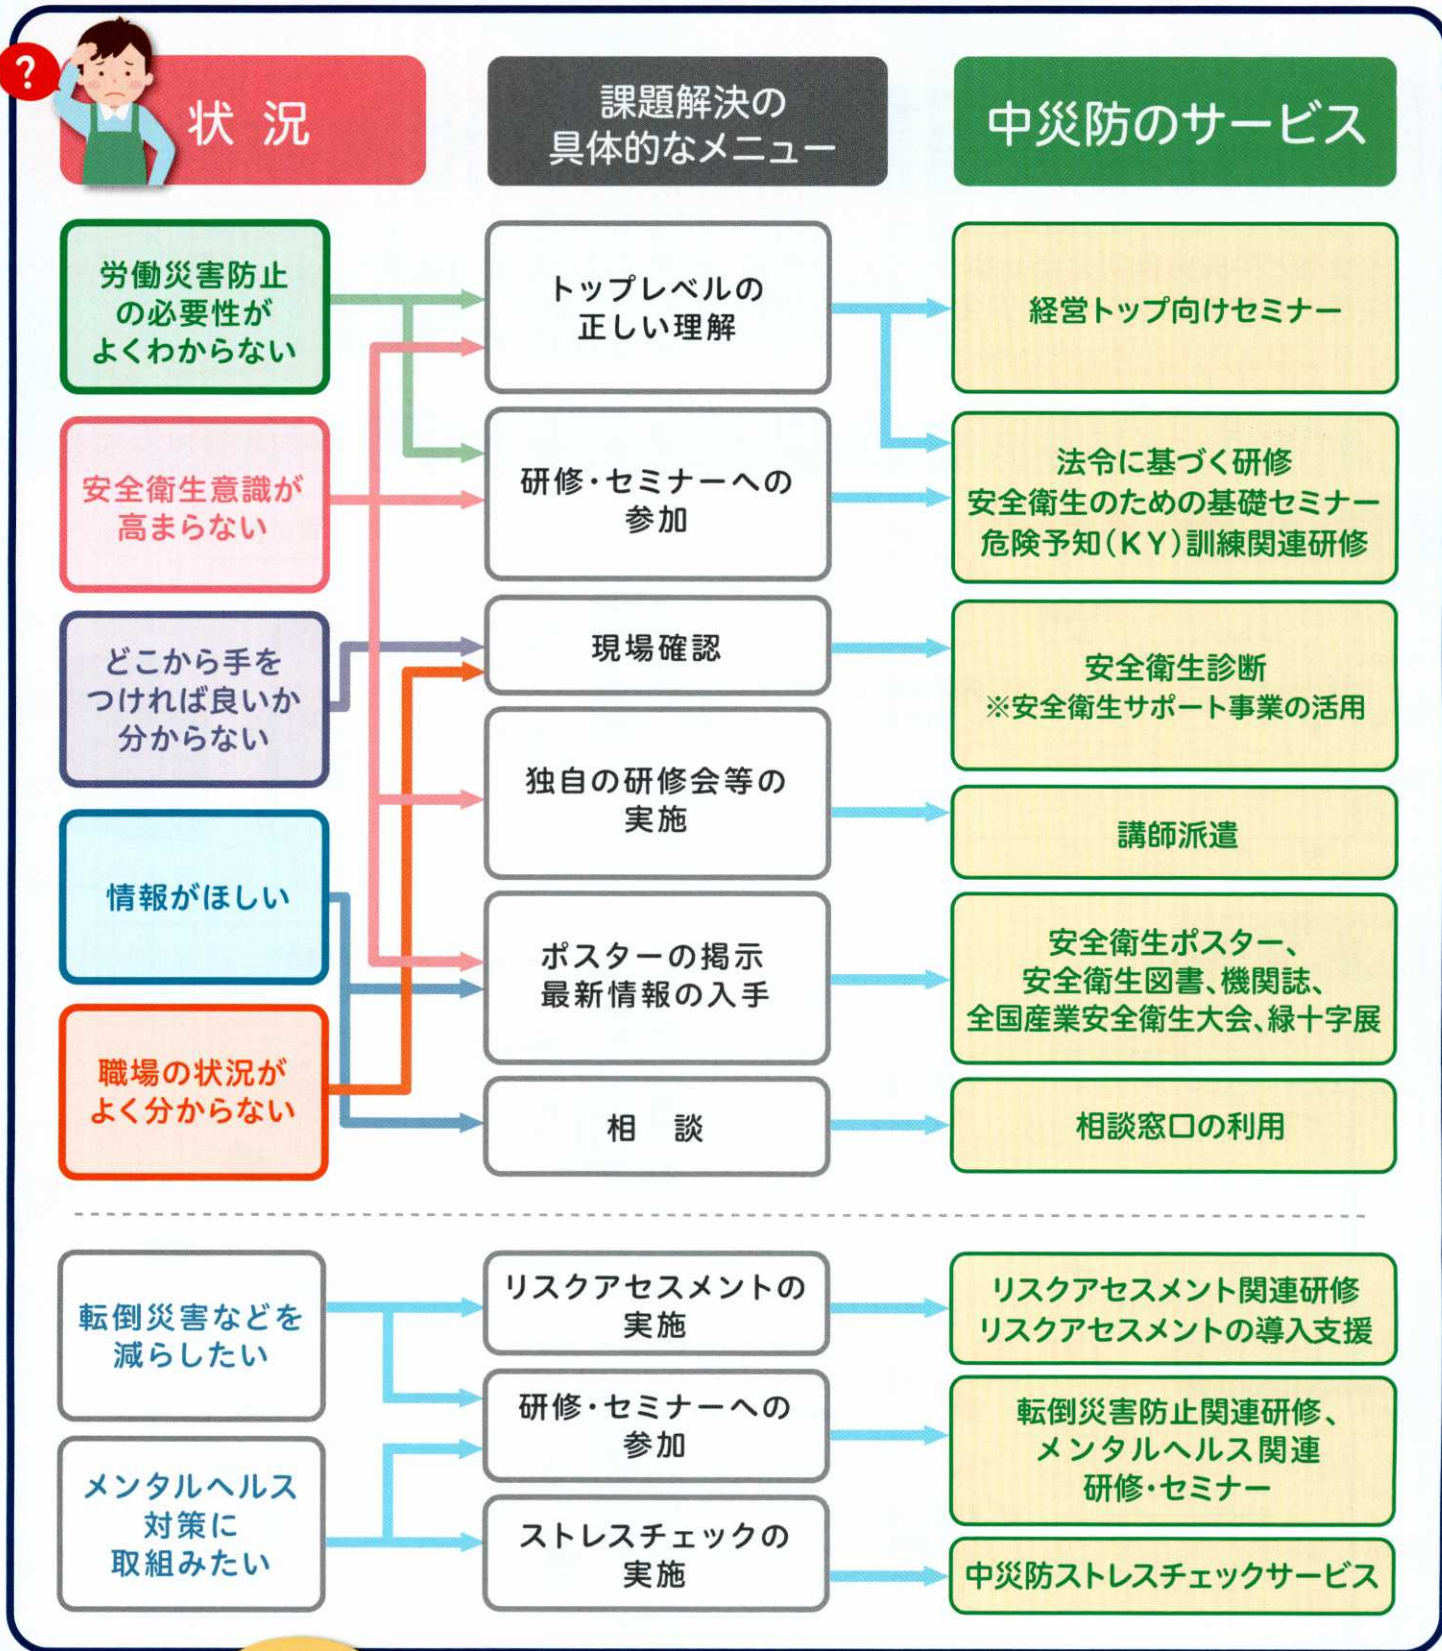 ?
状況
課題解決の
具体的なメニュー
中災防のサービス
労働災害防止
の必要性が
よくわからない
安全衛生意識が
高まらない
どこから手を
つければ良いか
分からない
情報がほしい
職場の状況が
よく分からない
トップレベルの
正しい理解
研修・セミナーへの
参加
現場確認
独自の研修会等の
実施
ポスターの掲示
最新情報の入手
相　談
経営トップ向けセミナー
法令に基づく研修
安全衛生のための基礎セミナー
危険予知(KY)訓練関連研修
安全衛生診断
※安全衛生サポート事業の活用
講師派遣
安全衛生ポスター、
安全衛生図書、機関誌、
全国産業安全衛生大会、緑十字展
相談窓口の利用
転倒災害などを
減らしたい
メンタルヘルス
対策に
取組みたい
リスクアセスメントの
実施
研修・セミナーへの
参加
ストレスチェックの
実施
リスクアセスメント関連研修
リスクアセスメントの導入支援
転倒災害防止関連研修、
メンタルヘルス関連
研修・セミナー
中災防ストレスチェックサービス